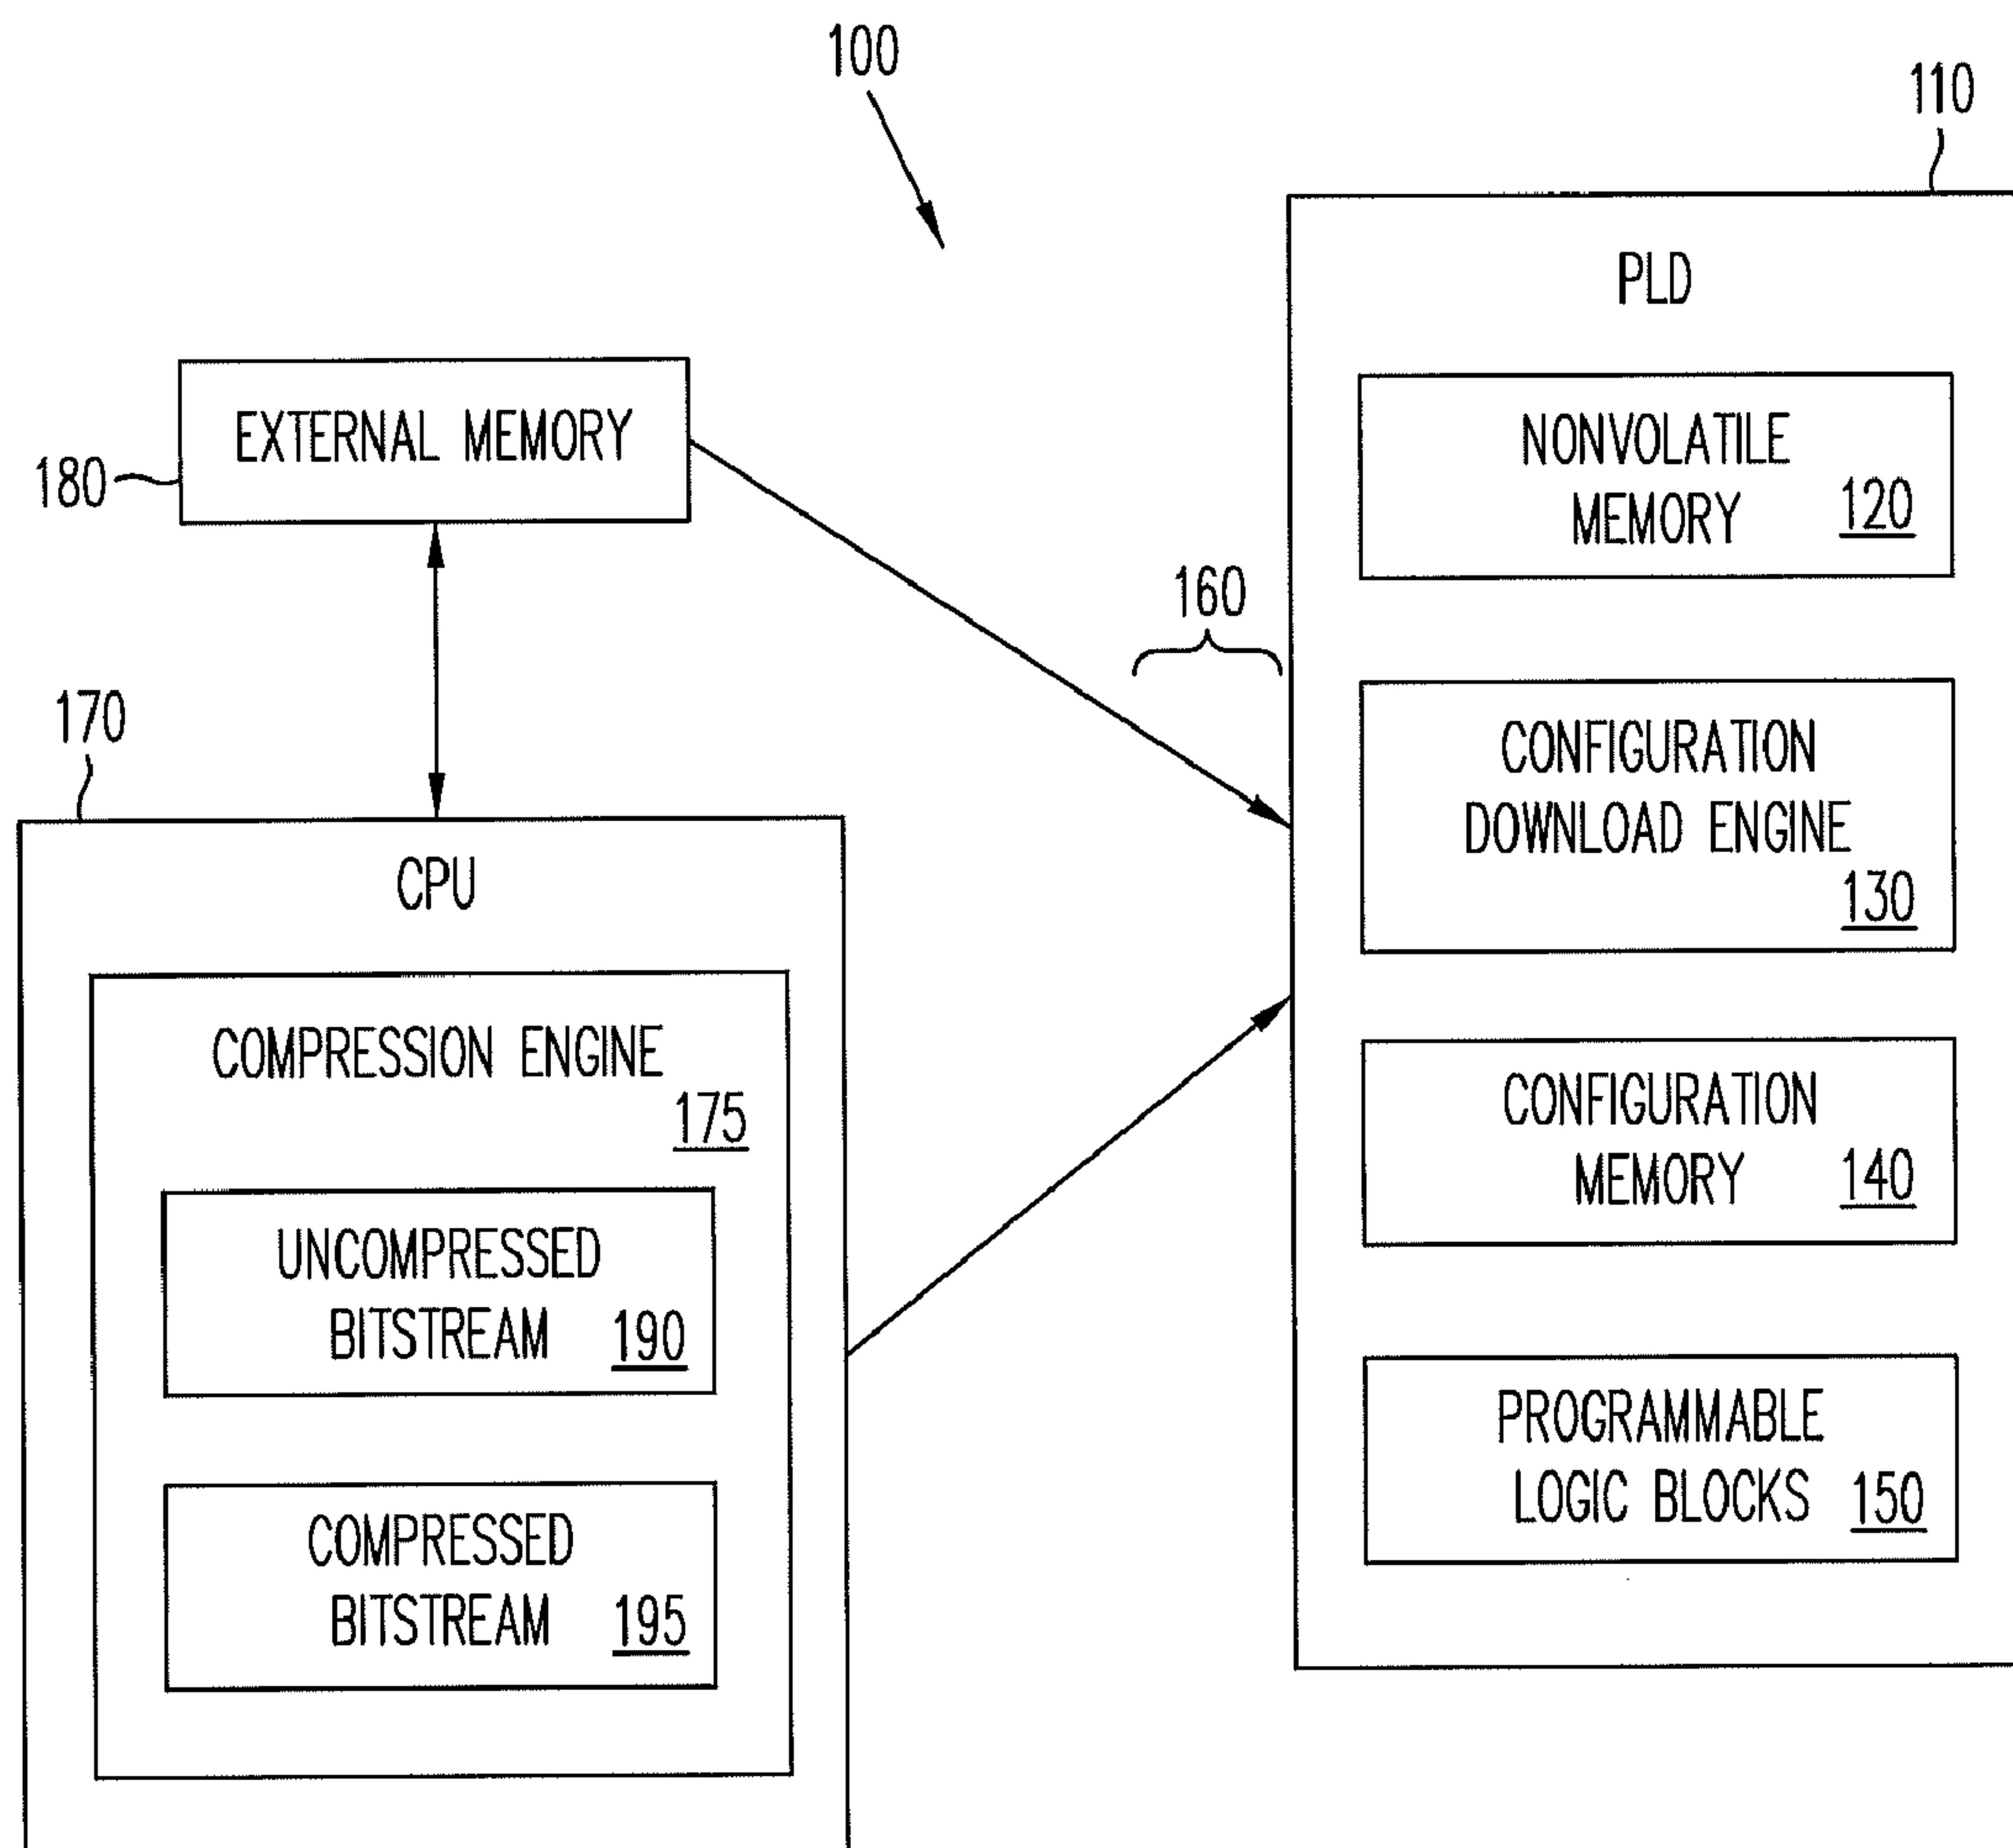 100
110
PLD
EXTERNAL MEMORY
180
NONVOLATILE
MEMORY 120
160
CONFIGURATION
DOWNLOAD ENGINE
130
170
CPU
COMPRESSION ENGINE
175
UNCOMPRESSED
BITSTREAM 190
COMPRESSED
BITSTREAM 195
CONFIGURATION
MEMORY 140
PROGRAMMABLE
LOGIC BLOCKS 150